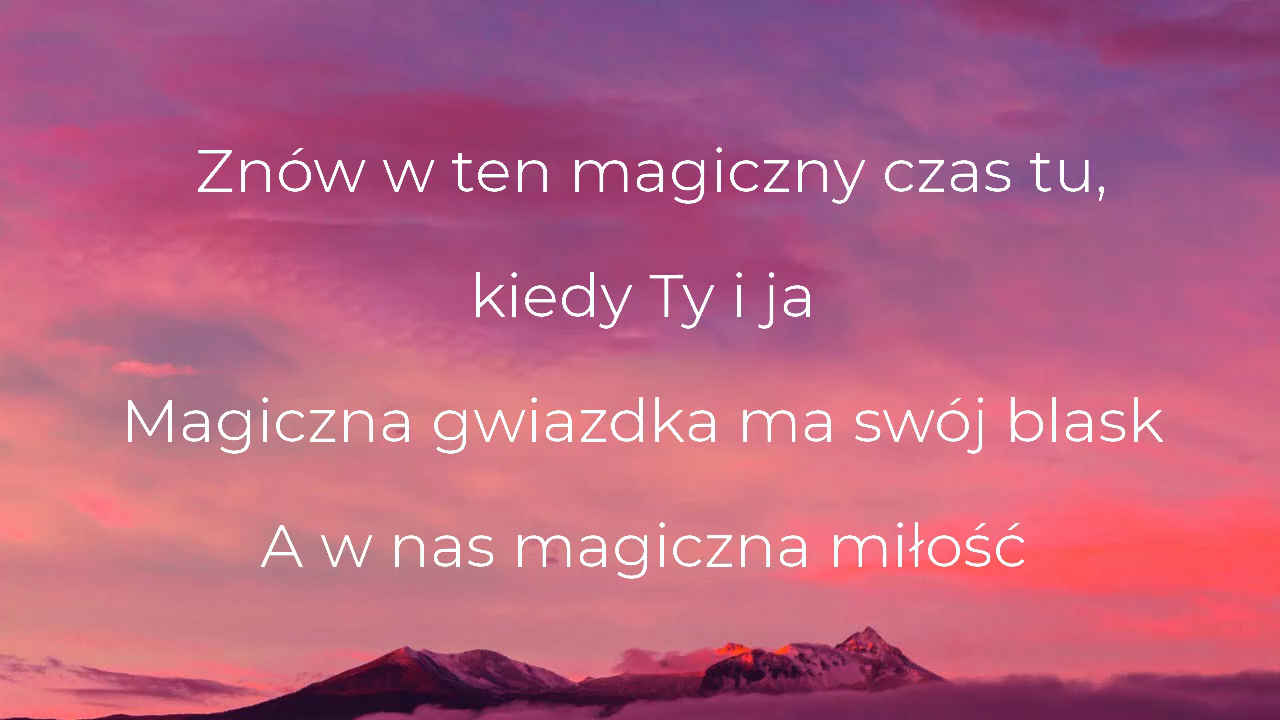 Znów w ten magiczny czas tu,
kiedy Ty i ja
Magiczna gwiazdka ma swój blask
A w nas magiczna miłość